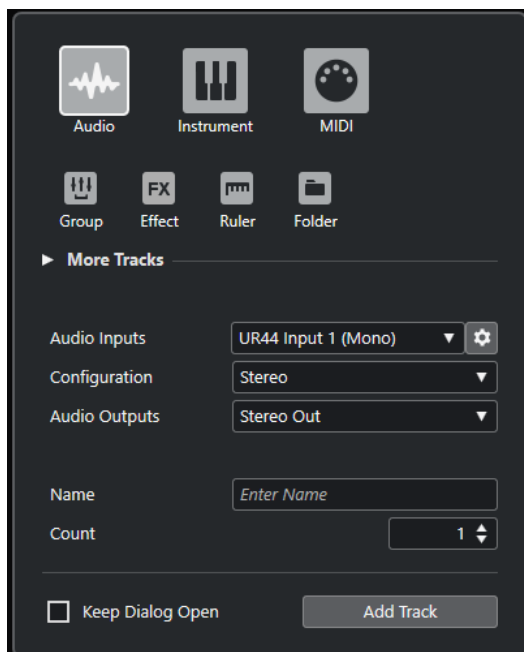 Audio Instrument MIDI
FX
Group Effect Ruler Folder
More Tracks
Audio Inputs UR44 Input 1 (Mono)
Configuration Stereo
Audio Outputs Stereo Out
Name Enter Name
Count 1
Keep Dialog Open Add Track